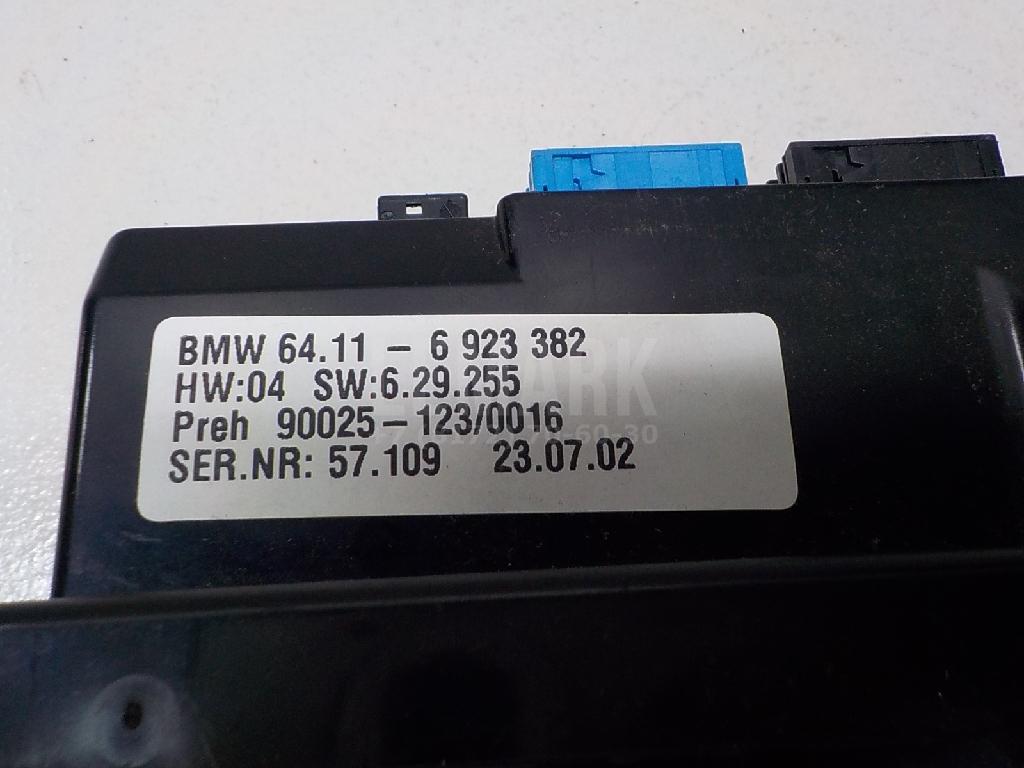 BMW 64.11 - 6 923 382
HW:04 SW:6.29.255
Preh 90025-123/0016
SER.NR: 57.109 23.07.02